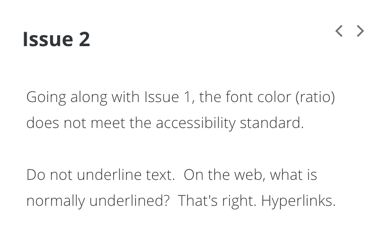 Issue 2
Going along with Issue 1, the font color (ratio)
does not meet the accessibility standard.
Do not underline text.  On the web, what is
normally underlined?  That's right. Hyperlinks.